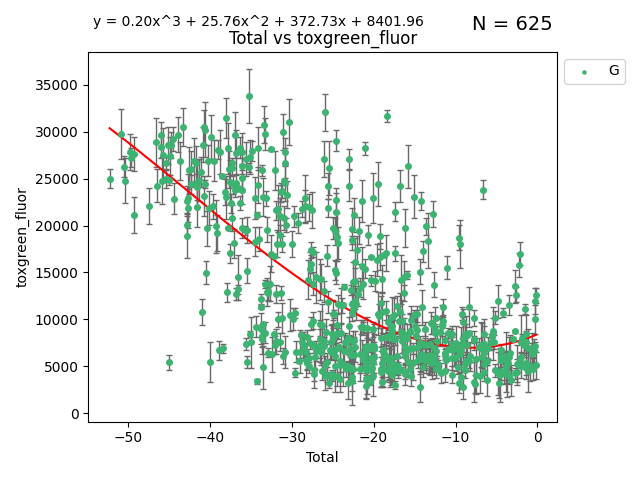 y = 0.20x^3 + 25.76x^2 + 372.73x + 8401.96
N = 625
Total vs toxgreen_fluor
G
35000
30000
25000
20000
15000
10000
5000
0
toxgreen_fluor
−50
−40
−30
−20
−10
0
Total